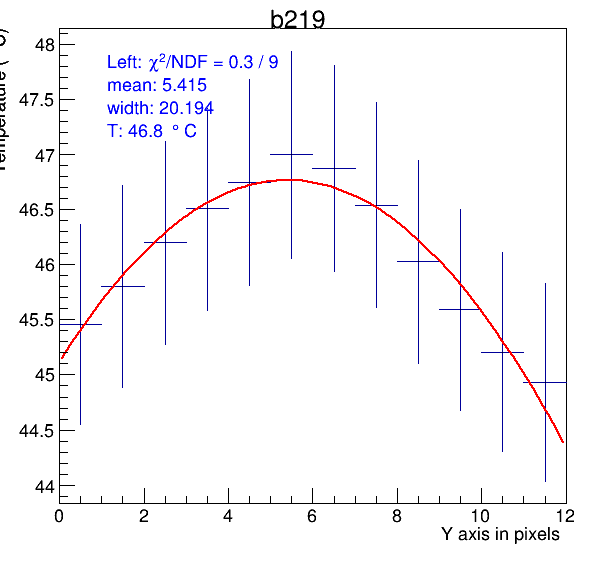 b219
Temperature (°C)
Left: χ²/NDF = 0.3 / 9
mean: 5.415
width: 20.194
T: 46.8 °C
48
47.5
47
46.5
46
45.5
45
44.5
44
0 2 4 6 8 10 12
Y axis in pixels